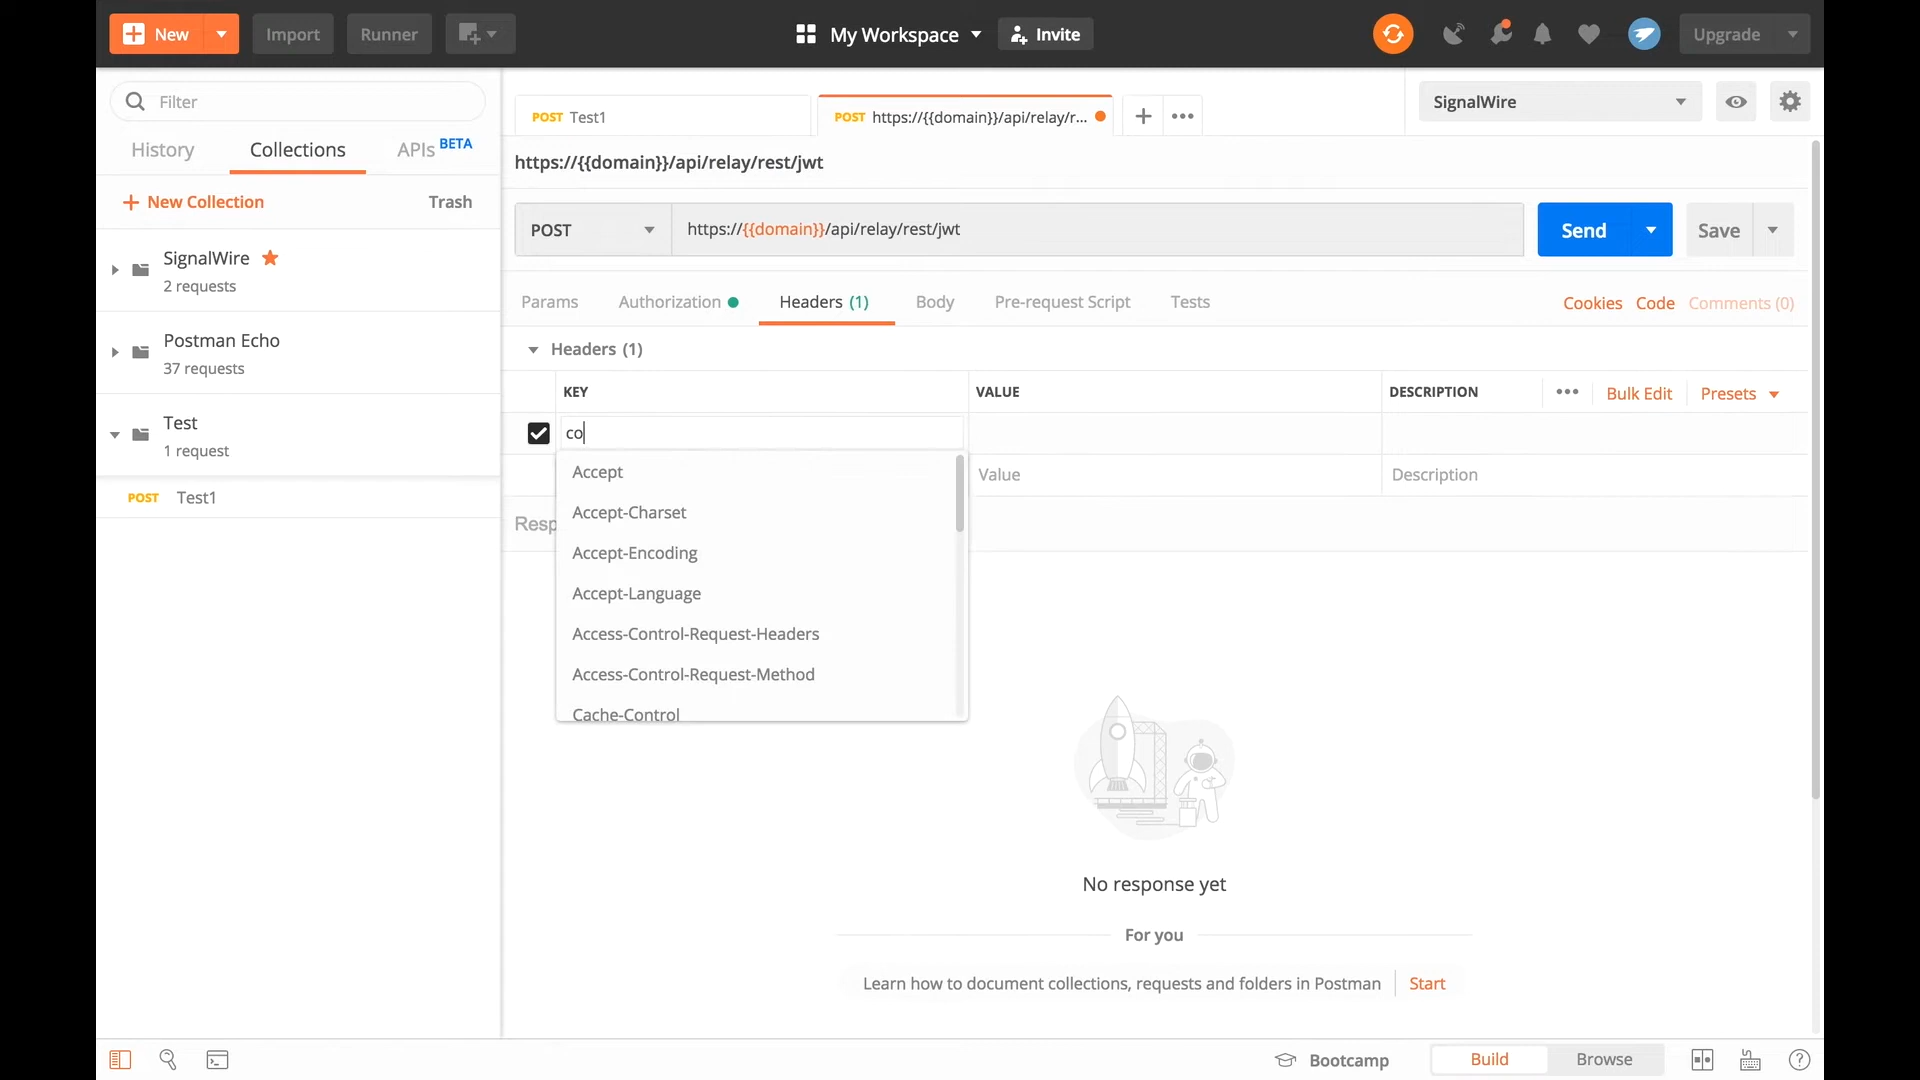 New
Import
Runner
My Workspace
Invite
Upgrade
Filter
History
Collections
APIs BETA
New Collection
Trash
SignalWire
2 requests
Postman Echo
37 requests
Test
1 request
POST Test1
POST Test1
POST https://{{domain}}/api/relay/r...
SignalWire
https://{{domain}}/api/relay/rest/jwt
POST
https://{{domain}}/api/relay/rest/jwt
Send
Save
Params
Authorization
Headers (1)
Body
Pre-request Script
Tests
Cookies
Code
Comments (0)
Headers (1)
KEY
VALUE
DESCRIPTION
Bulk Edit
Presets
co
Value
Description
Resp
Accept
Accept-Charset
Accept-Encoding
Accept-Language
Access-Control-Request-Headers
Access-Control-Request-Method
Cache-Control
No response yet
For you
Learn how to document collections, requests and folders in Postman
Start
Bootcamp
Build
Browse